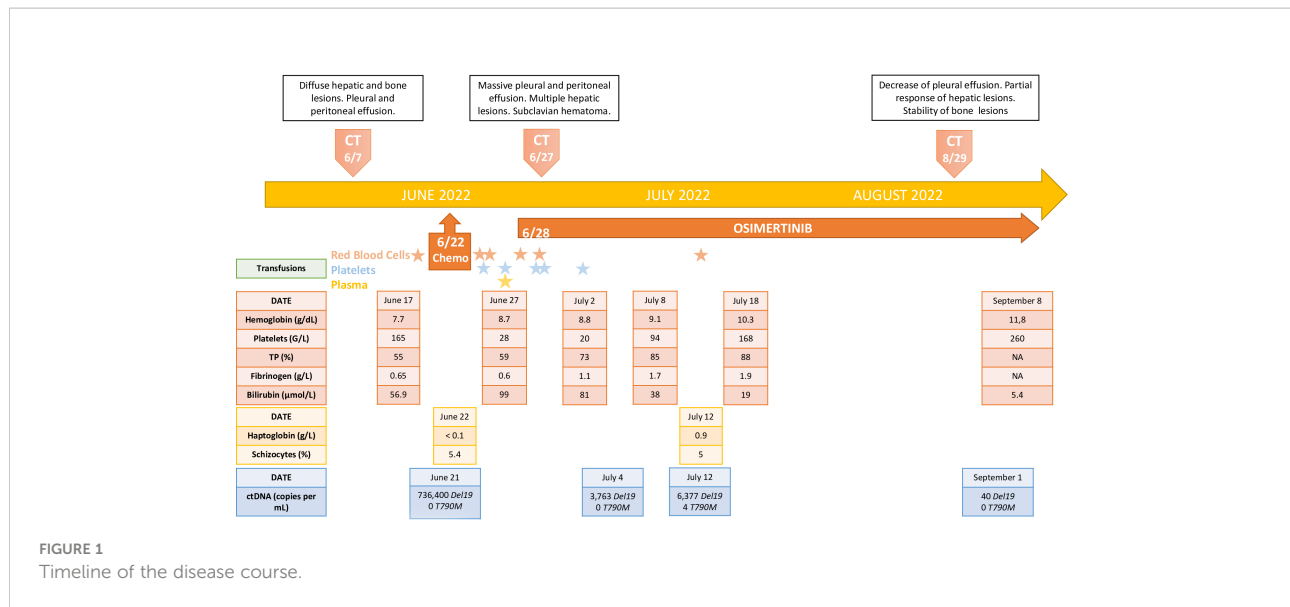 Diffuse hepatic and bone
lesions. Pleural and
peritoneal effusion.
Massive pleural and peritoneal
effusion. Multiple hepatic
lesions. Subclavian hematoma.
Decrease of pleural effusion. Partial
response of hepatic lesions.
Stability of bone lesions
CT
6/7
CT
6/27
CT
8/29
JUNE 2022 JULY 2022 AUGUST 2022
6/22
Chemo
6/28 OSIMERTINIB
Transfusions
Red Blood Cells
Platelets
Plasma
DATE June 17 June 27 July 2 July 8 July 18 September 8
Hemoglobin (g/dL) 7.7 8.7 8.8 9.1 10.3 11,8
Platelets (G/L) 165 28 20 94 168 260
TP (%) 55 59 73 85 88 NA
Fibrinogen (g/L) 0.65 0.6 1.1 1.7 1.9 NA
Bilirubin (μmol/L) 56.9 99 81 38 19 5.4
DATE June 22 July 12
Haptoglobin (g/L) < 0.1 0.9
Schizocytes (%) 5.4 5
DATE June 21 July 4 July 12 September 1
ctDNA (copies per
mL)
736,400 Del19
0 T790M
3,763 Del19
0 T790M
6,377 Del19
4 T790M
40 Del19
0 T790M
FIGURE 1
Timeline of the disease course.